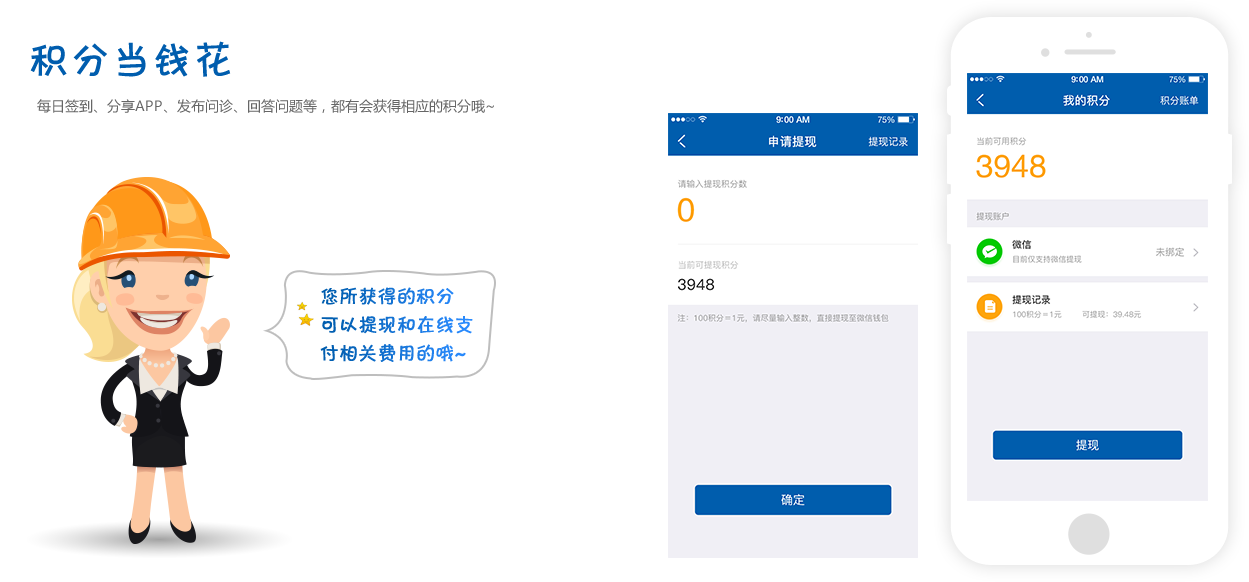 积分当钱花
每日签到、分享APP、发布问诊、回答问题等，都有会获得相应的积分哦~
您所获得的积分
可以提现和在线支
付相关费用的哦~
9:00 AM
75%
申请提现
提现记录
请输入提现积分数
0
当前可提现积分
3948
注：100积分＝1元，请尽量输入整数，直接提现至微信钱包
确定
9:00 AM
75%
我的积分
积分账单
当前可用积分
3948
提现账户
微信
目前仅支持微信提现
未绑定
提现记录
100积分＝1元
可提现：39.48元
提现